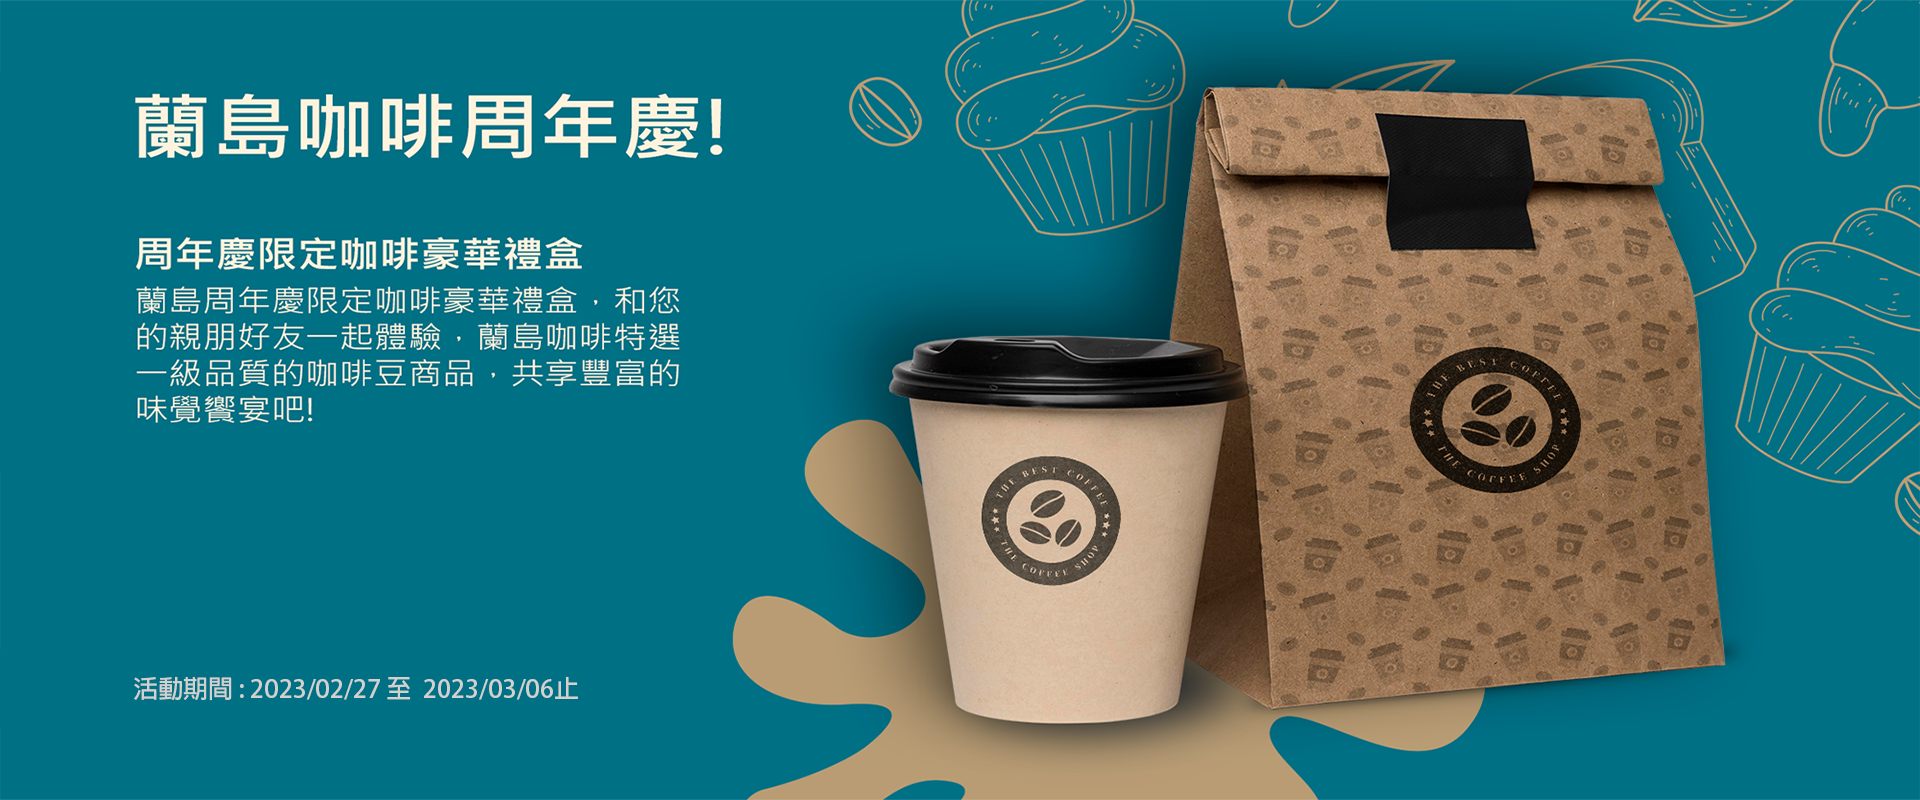 蘭島咖啡周年慶!
周年慶限定咖啡豪華禮盒
蘭島周年慶限定咖啡豪華禮盒，和您
的親朋好友一起體驗，蘭島咖啡特選
一級品質的咖啡豆商品，共享豐富的
味覺饗宴吧!
活動期間 : 2023/02/27 至 2023/03/06止
THE BEST COFFEE
THE COFFEE SHOP
THE BEST COFFEE
THE COFFEE SHOP